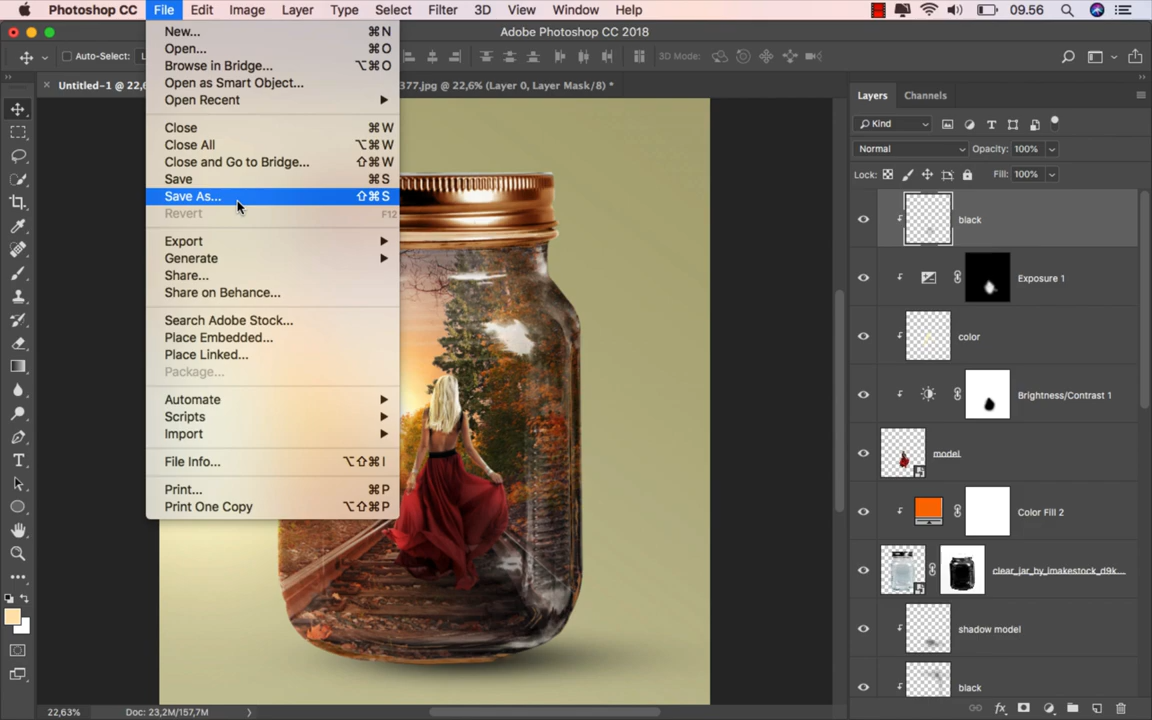 Photoshop CC File Edit Image Layer Type Select Filter 3D View Window Help 09.56
Adobe Photoshop CC 2018
Auto-Select: 3D Mode:
× Untitled-1 @ 22,6
377.jpg @ 22,6% (Layer 0, Layer Mask/8) *
New... ⌘N
Open... ⌘O
Browse in Bridge... ⌥⌘O
Open as Smart Object...
Open Recent ▶
Close ⌘W
Close All ⌥⌘W
Close and Go to Bridge... ⇧⌘W
Save ⌘S
Save As... ⇧⌘S
Revert F12
Export ▶
Generate ▶
Share...
Share on Behance...
Search Adobe Stock...
Place Embedded...
Place Linked...
Package...
Automate ▶
Scripts ▶
Import ▶
File Info... ⌥⇧⌘I
Print... ⌘P
Print One Copy ⌥⇧⌘P
Layers Channels
Kind
Normal Opacity: 100%
Lock: Fill: 100%
black
Exposure 1
color
Brightness/Contrast 1
model
Color Fill 2
clear_jar_by_imakestock_d9k...
shadow model
black
22,63% Doc: 23,2M/157,7M